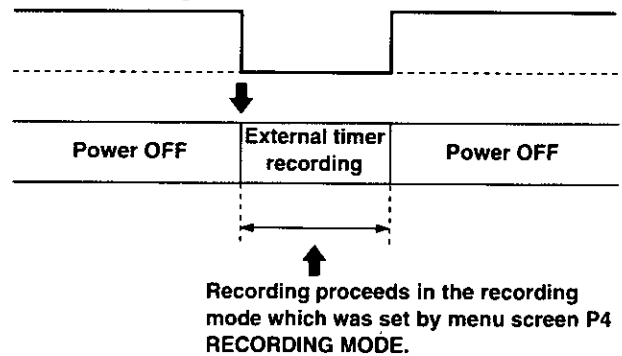 Power OFF
External timer
recording
Power OFF
Recording proceeds in the recording
mode which was set by menu screen P4
RECORDING MODE.